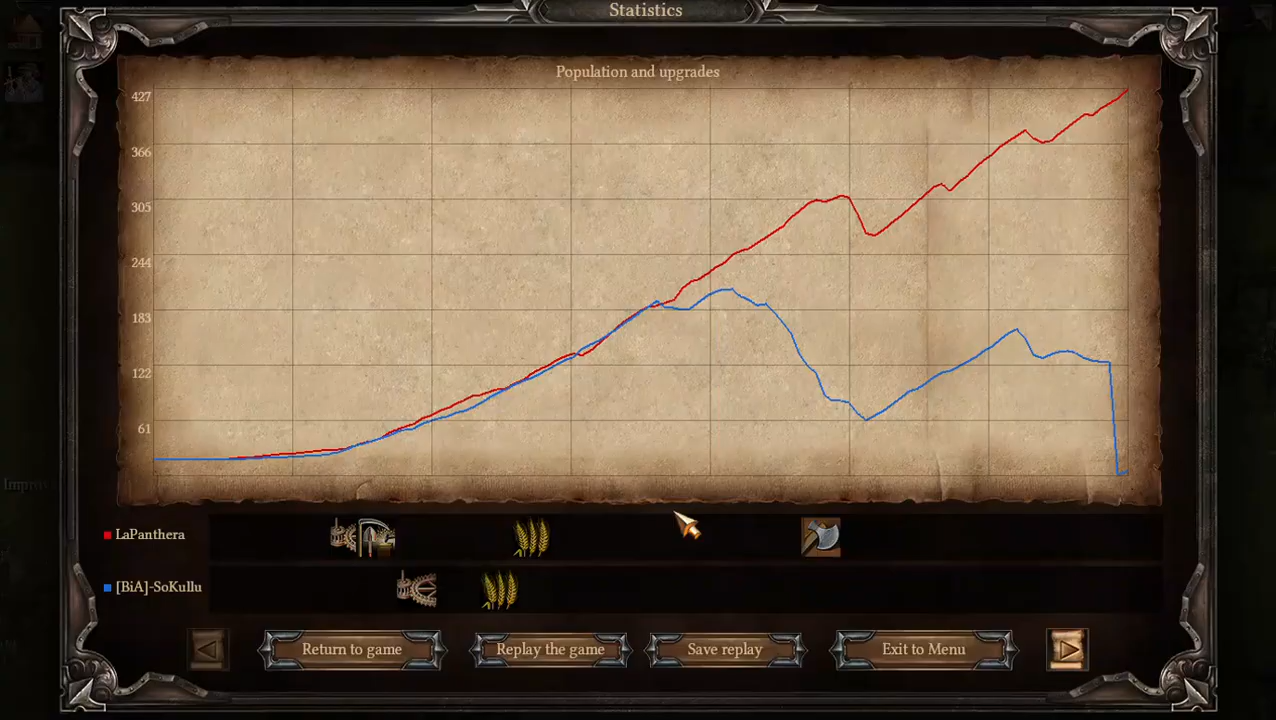 Statistics
Population and upgrades
427
366
305
244
183
122
61
LaPanthera
[BiA]-SoKullu
Return to game
Replay the game
Save replay
Exit to Menu